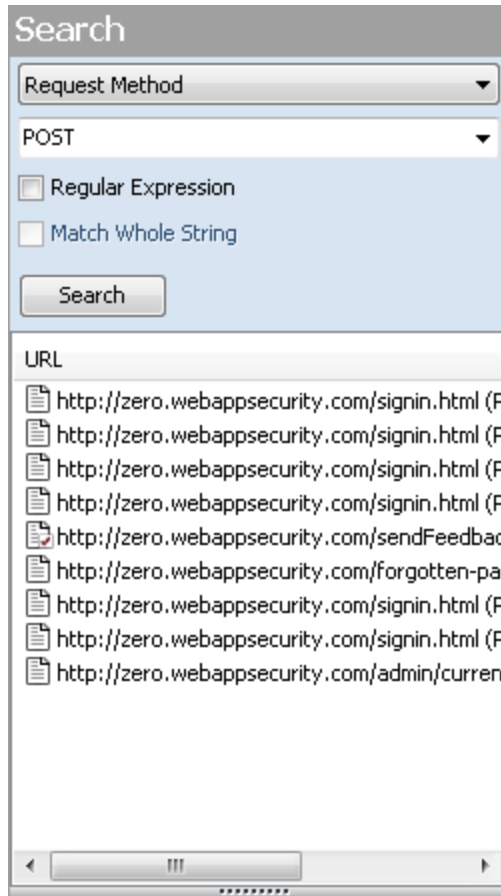 Search
Request Method
POST
Regular Expression
Match Whole String
Search
URL
http://zero.webappsecurity.com/signin.html (P
http://zero.webappsecurity.com/signin.html (P
http://zero.webappsecurity.com/signin.html (P
http://zero.webappsecurity.com/signin.html (P
http://zero.webappsecurity.com/sendFeedbac
http://zero.webappsecurity.com/forgotten-pa
http://zero.webappsecurity.com/signin.html (P
http://zero.webappsecurity.com/signin.html (P
http://zero.webappsecurity.com/admin/curren